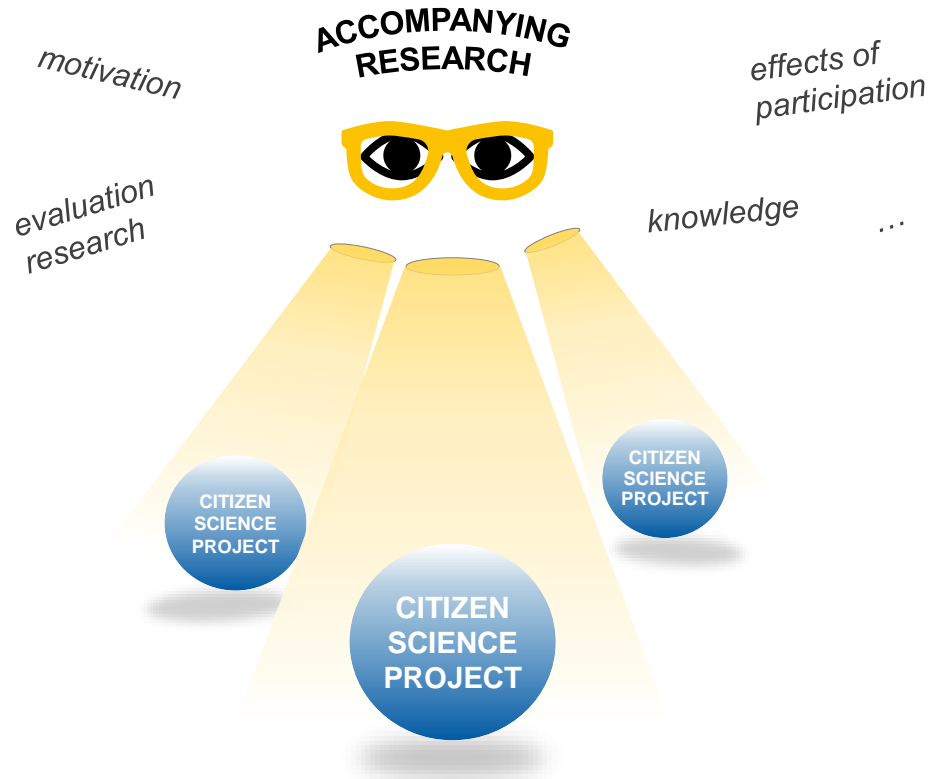 ACCOMPANYING
RESEARCH
motivation
effects of
participation
evaluation
research
knowledge
...
CITIZEN
SCIENCE
PROJECT
CITIZEN
SCIENCE
PROJECT
CITIZEN
SCIENCE
PROJECT